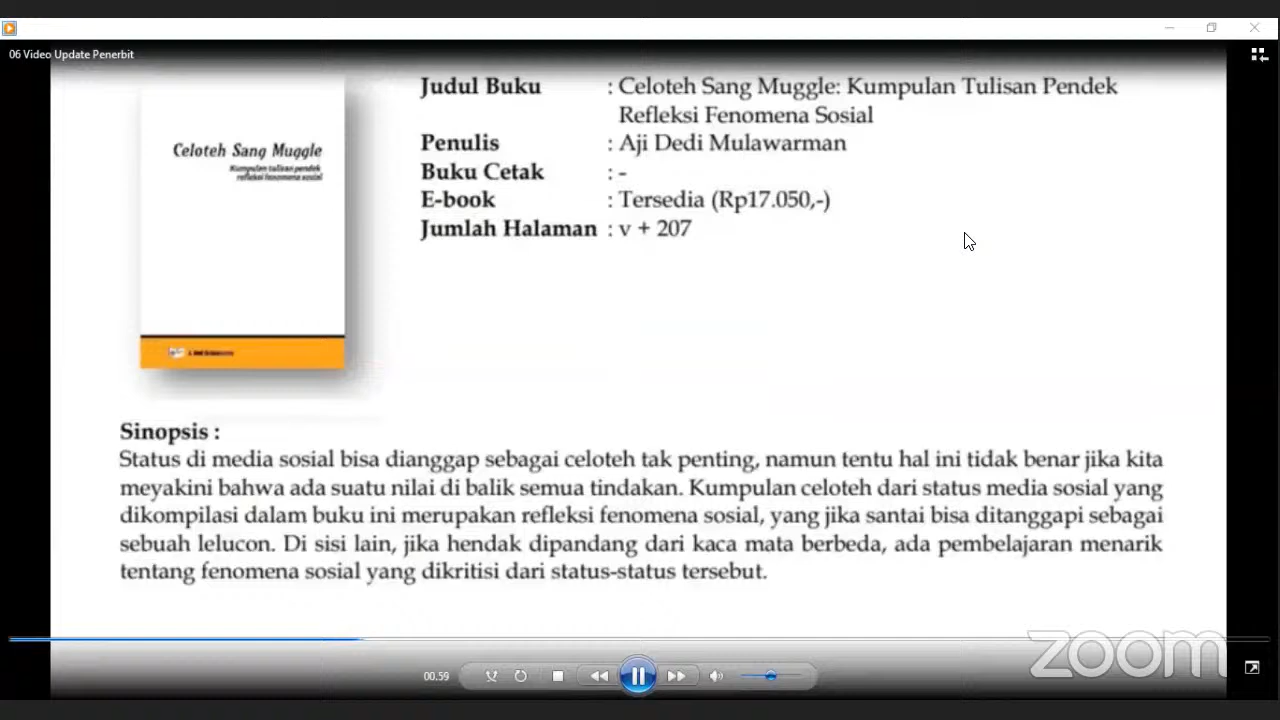 06 Video Update Penerbit
Celoteh Sang Muggle
Kumpulan tulisan pendek
refleksi fenomena sosial
Judul Buku : Celoteh Sang Muggle: Kumpulan Tulisan Pendek
Refleksi Fenomena Sosial
Penulis : Aji Dedi Mulawarman
Buku Cetak : -
E-book : Tersedia (Rp17.050,-)
Jumlah Halaman : v + 207
Sinopsis :
Status di media sosial bisa dianggap sebagai celoteh tak penting, namun tentu hal ini tidak benar jika kita
meyakini bahwa ada suatu nilai di balik semua tindakan. Kumpulan celoteh dari status media sosial yang
dikompilasi dalam buku ini merupakan refleksi fenomena sosial, yang jika santai bisa ditanggapi sebagai
sebuah lelucon. Di sisi lain, jika hendak dipandang dari kaca mata berbeda, ada pembelajaran menarik
tentang fenomena sosial yang dikritisi dari status-status tersebut.
zoom
00.59